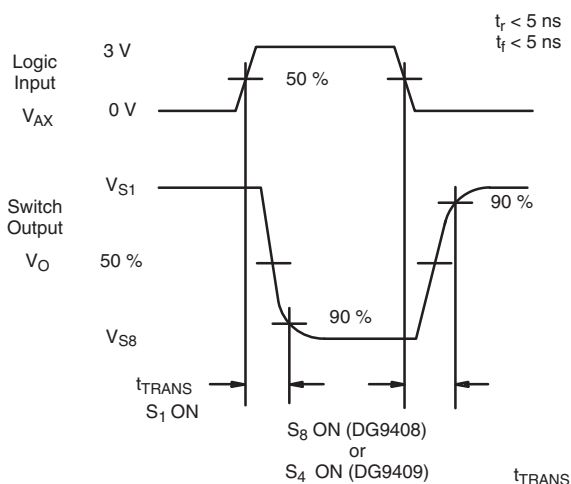 tr < 5 ns
tf < 5 ns
Logic
Input
VAX
3 V
0 V
50 %
Switch
Output
VO
VS1
50 %
VS8
90 %
90 %
tTRANS
S1 ON
S8 ON (DG9408)
or
S4 ON (DG9409)
tTRANS